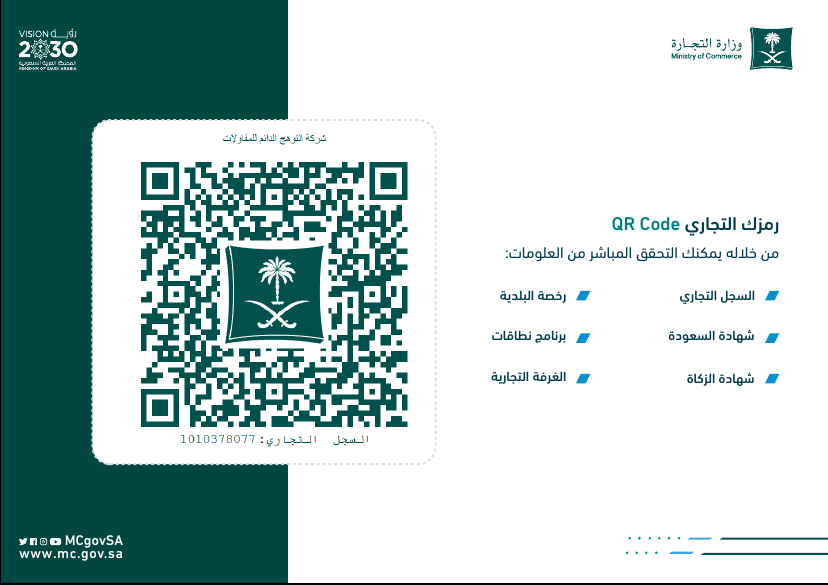 VISION رؤيــة
2030
المملكة العربية السعودية
KINGDOM OF SAUDI ARABIA
وزارة التجـارة
Ministry of Commerce
شركة التوهج الدائم للمقاولات
السجل التجاري: 1010378077
رمزك التجاري QR Code
من خلاله يمكنك التحقق المباشر من العلومات:
السجل التجاري
رخصة البلدية
شهادة السعودة
برنامج نطاقات
شهادة الزكاة
الغرفة التجارية
MCgovSA
www.mc.gov.sa